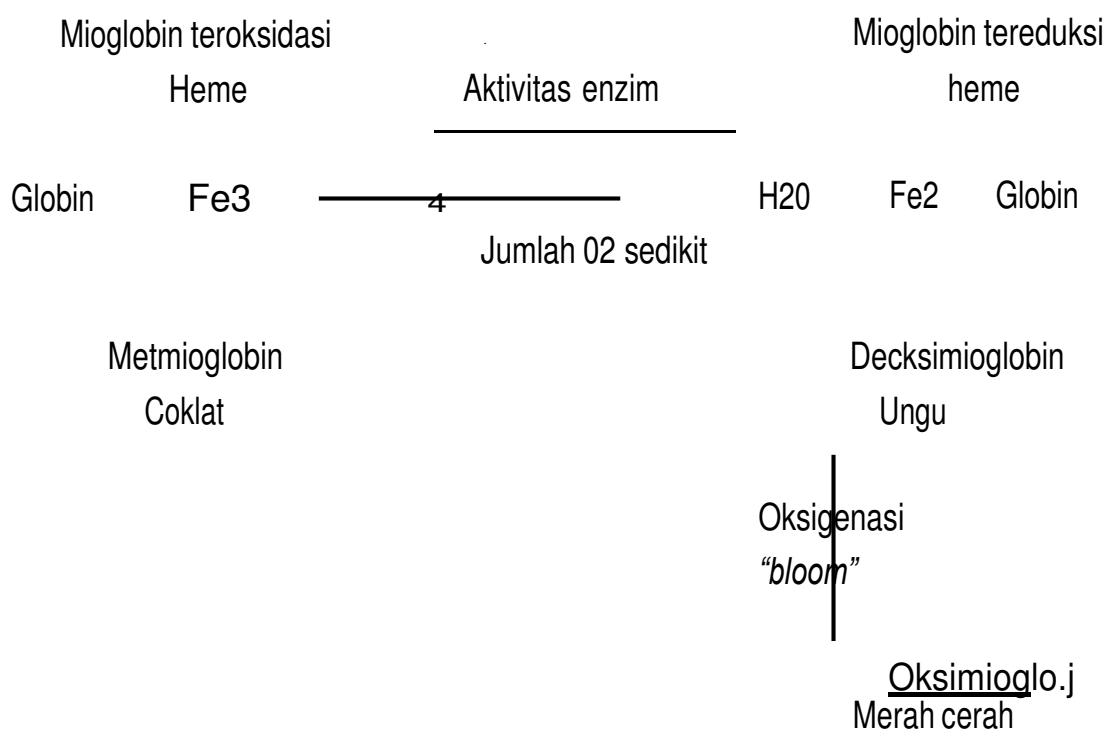 Mioglobin teroksidasi Mioglobin tereduksi
Heme Aktivitas enzim heme
Globin Fe3 4 H20 Fe2 Globin
Jumlah 02 sedikit
Metmioglobin Decksimioglobin
Coklat Ungu
Oksigenasi
“bloom”
Oksimioglo.j
Merah cerah